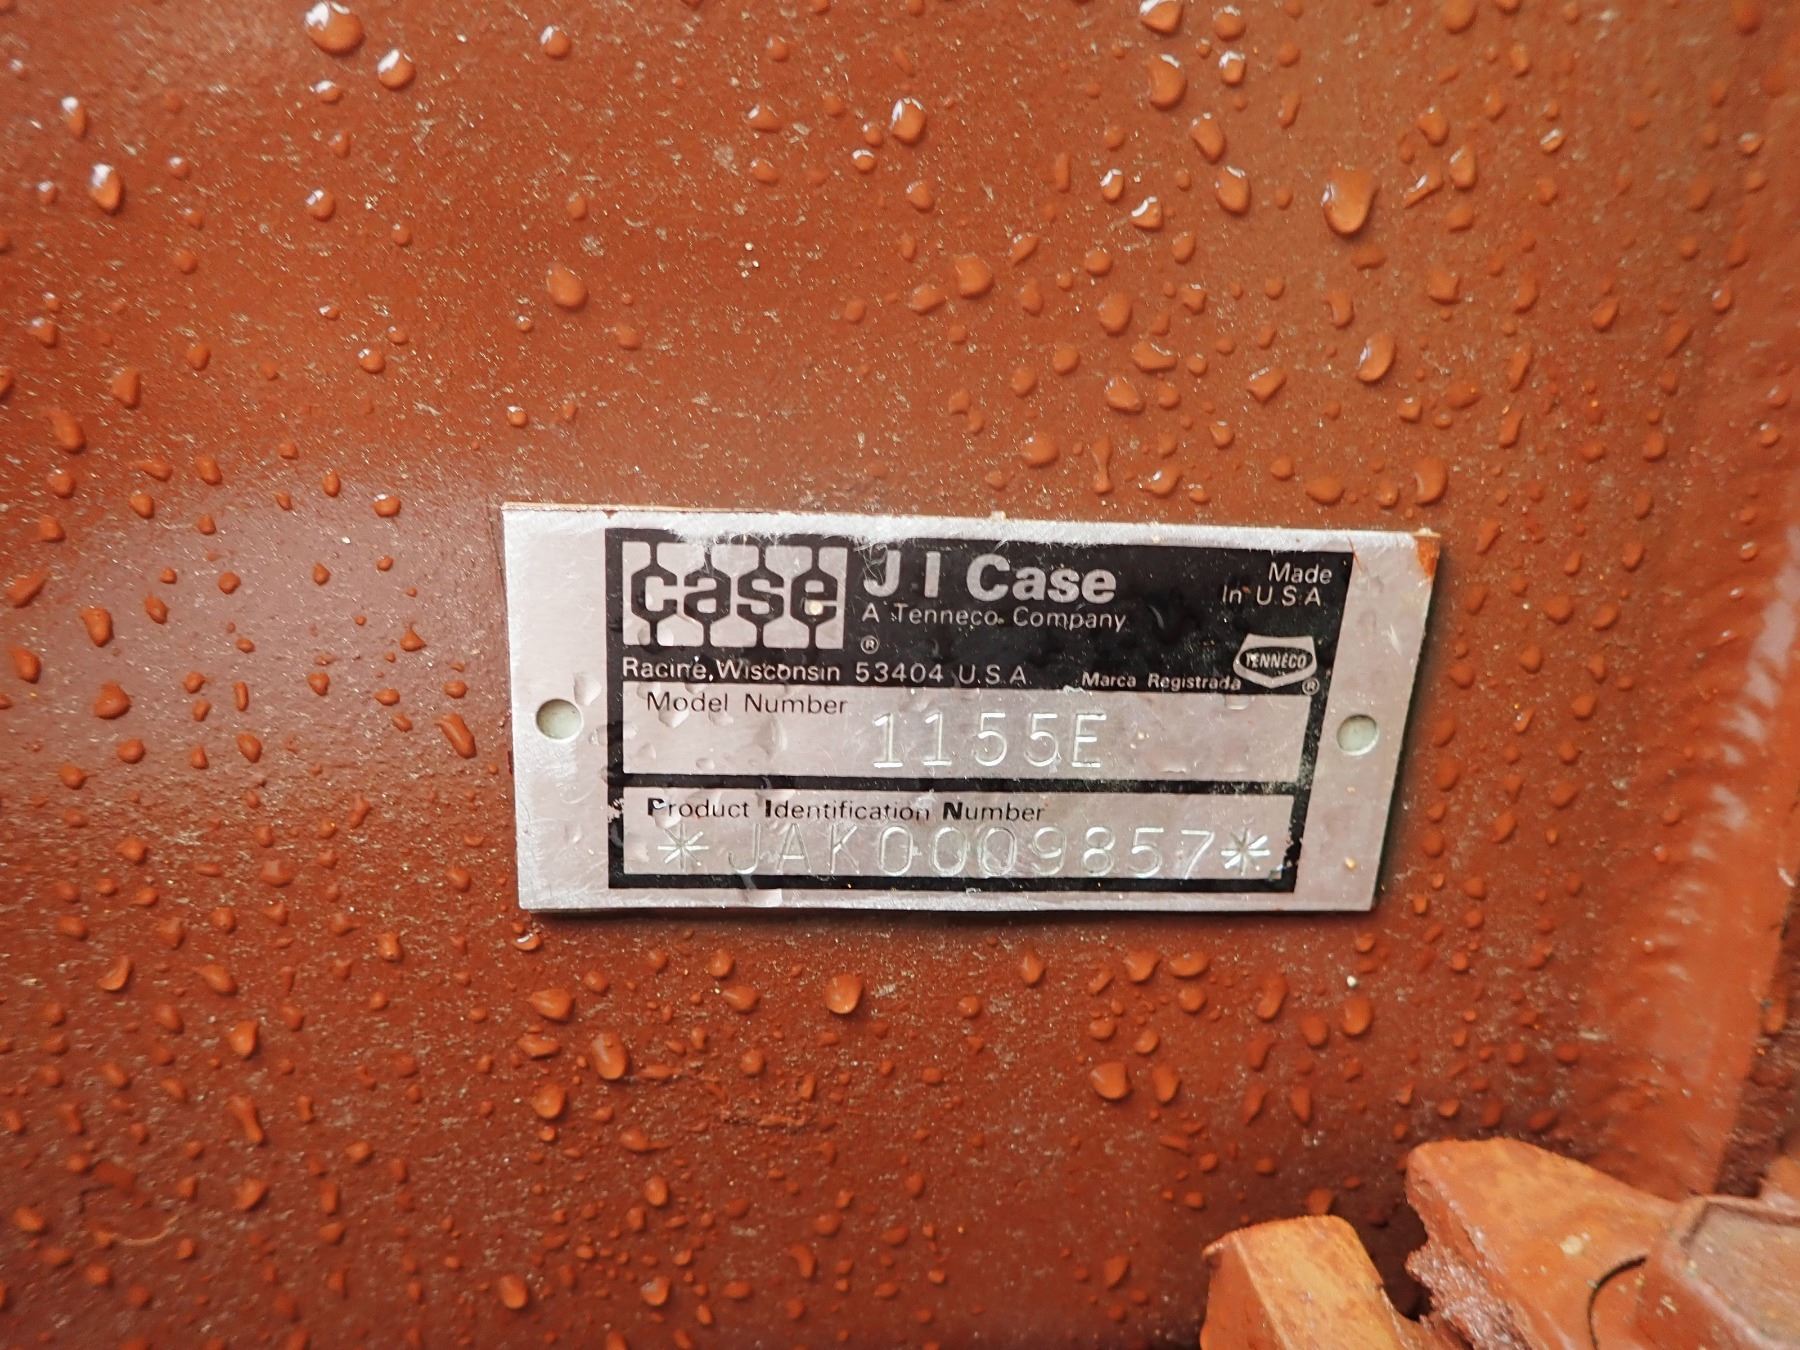 case J I Case
A Tenneco Company
®
Made
In U.S.A
Racine, Wisconsin 53404 U.S.A.
Marca Registrada
TENNECO ®
Model Number
1155E
Product Identification Number
*JAK0009857*